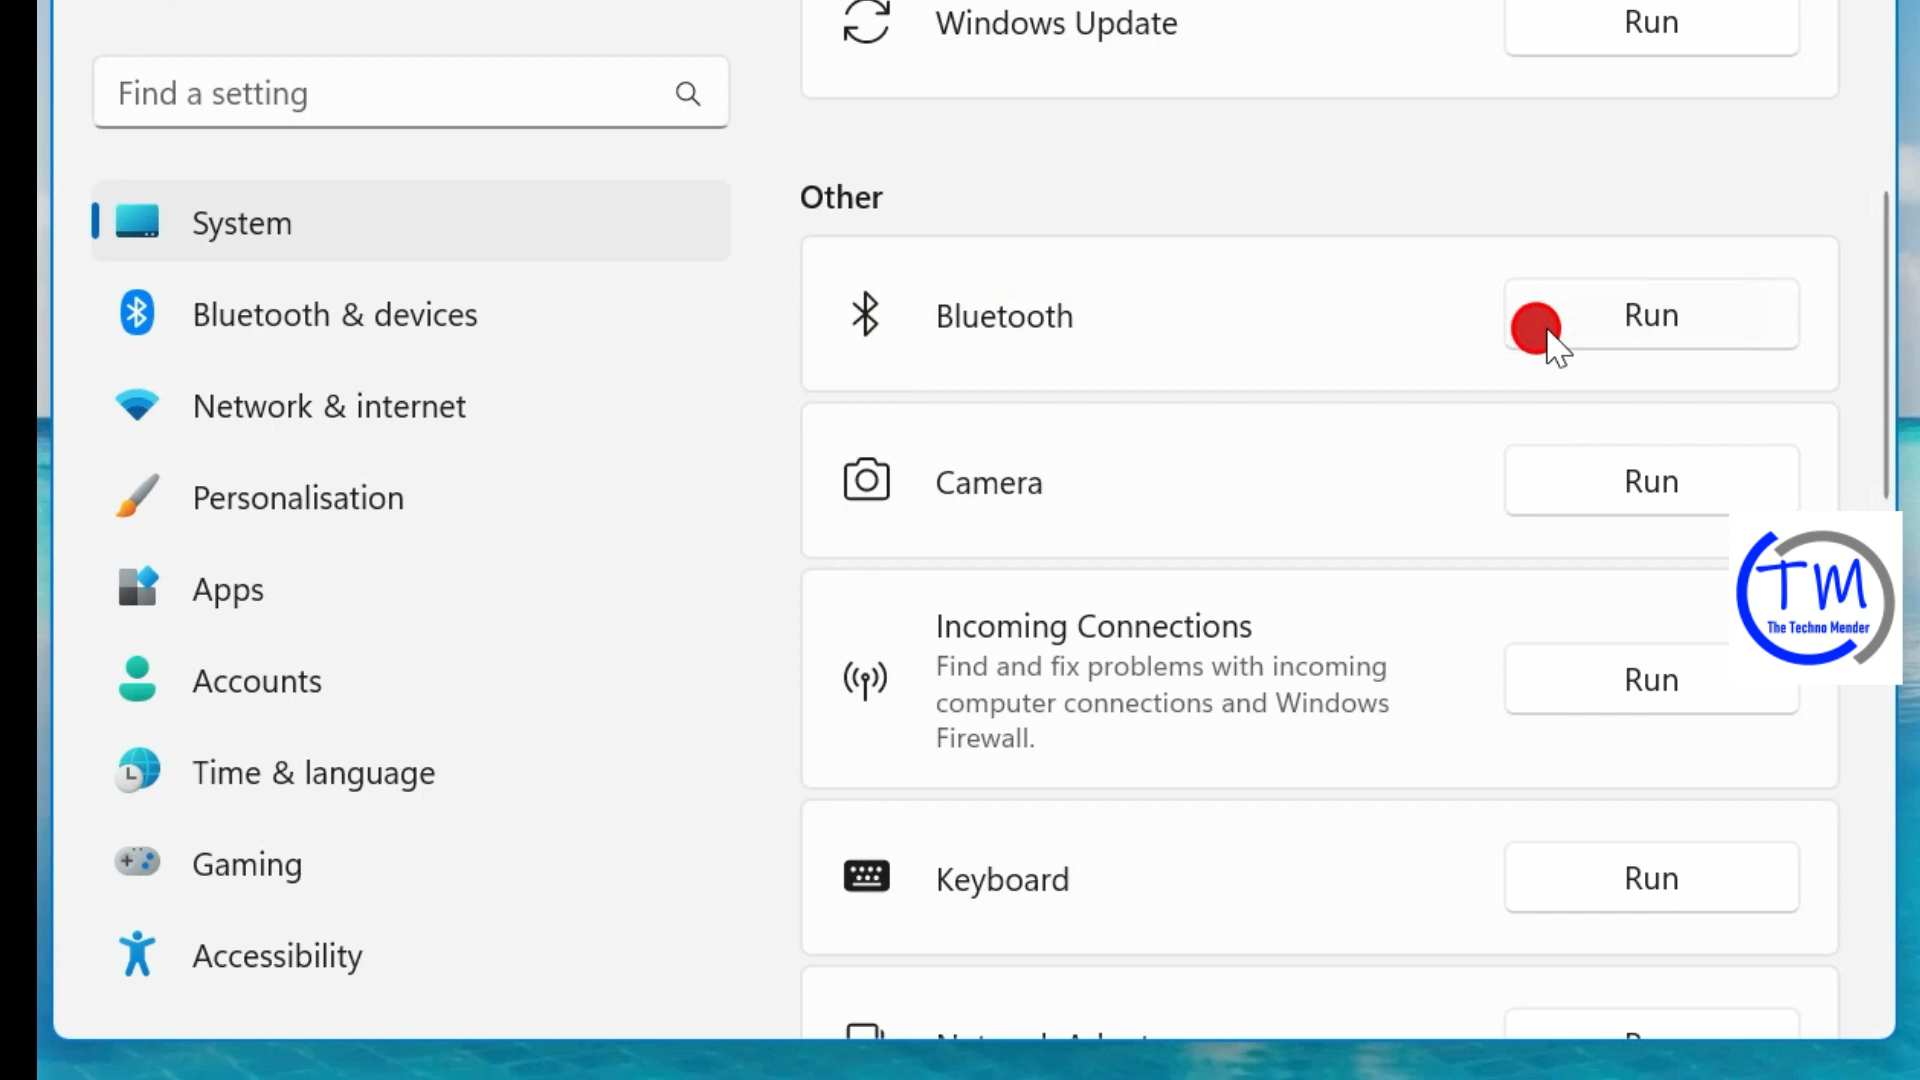 Windows Update
Run
Find a setting
Other
System
Bluetooth & devices
Network & internet
Personalisation
Apps
Accounts
Time & language
Gaming
Accessibility
Bluetooth
Run
Camera
Run
Incoming Connections
Find and fix problems with incoming
computer connections and Windows
Firewall.
Run
TM
The Techno Mender
Keyboard
Run